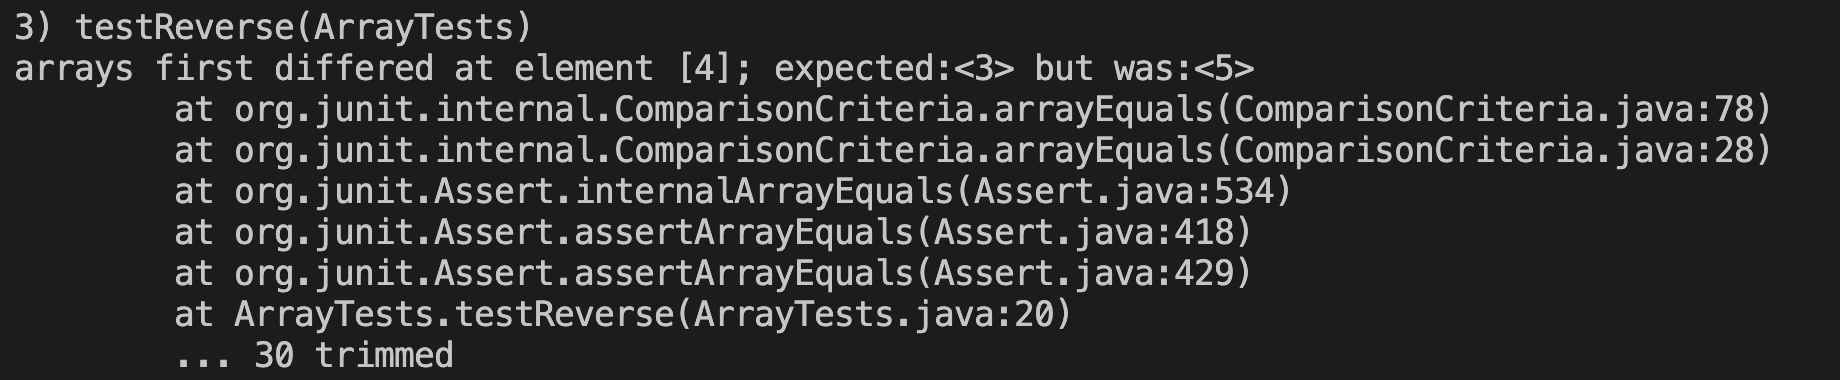 3) testReverse(ArrayTests)
arrays first differed at element [4]; expected:<3> but was:<5>
        at org.junit.internal.ComparisonCriteria.arrayEquals(ComparisonCriteria.java:78)
        at org.junit.internal.ComparisonCriteria.arrayEquals(ComparisonCriteria.java:28)
        at org.junit.Assert.internalArrayEquals(Assert.java:534)
        at org.junit.Assert.assertArrayEquals(Assert.java:418)
        at org.junit.Assert.assertArrayEquals(Assert.java:429)
        at ArrayTests.testReverse(ArrayTests.java:20)
        ... 30 trimmed